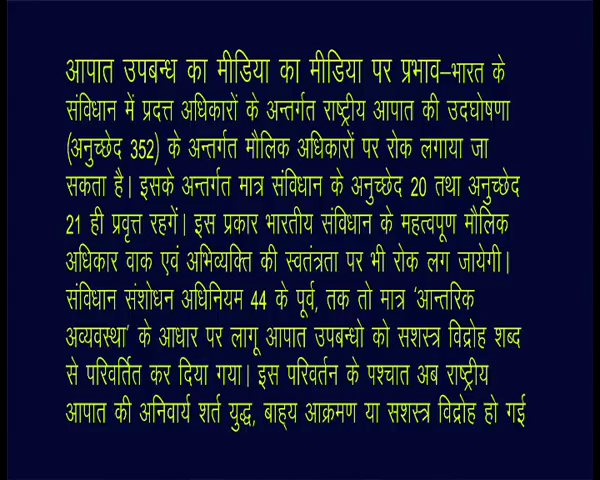 आपात उपबन्ध का मीडिया का मीडिया पर प्रभाव–भारत के
संविधान में प्रदत्त अधिकारों के अन्तर्गत राष्ट्रीय आपात की उदघोषणा
(अनुच्छेद 352) के अन्तर्गत मौलिक अधिकारों पर रोक लगाया जा
सकता है। इसके अन्तर्गत मात्र संविधान के अनुच्छेद 20 तथा अनुच्छेद
21 ही प्रवृत्त रहगें। इस प्रकार भारतीय संविधान के महत्वपूण मौलिक
अधिकार वाक एवं अभिव्यक्ति की स्वतंत्रता पर भी रोक लग जायेगी।
संविधान संशोधन अधिनियम 44 के पूर्व, तक तो मात्र 'आन्तरिक
अव्यवस्था' के आधार पर लागू आपात उपबन्धो को सशस्त्र विद्रोह शब्द
से परिवर्तित कर दिया गया। इस परिवर्तन के पश्चात अब राष्ट्रीय
आपात की अनिवार्य शर्त युद्ध, बाह्य आक्रमण या सशस्त्र विद्रोह हो गई